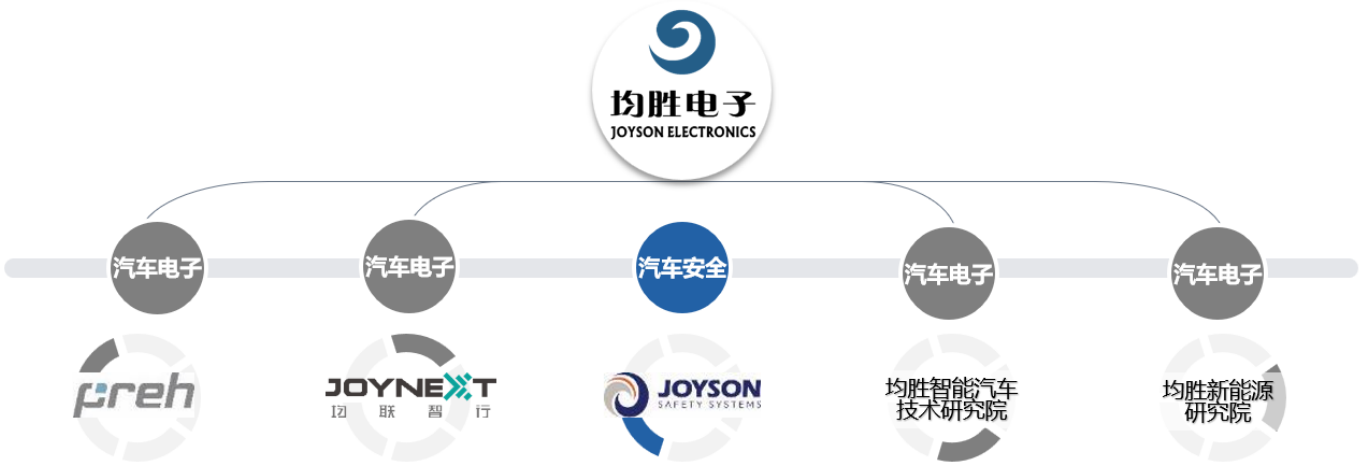 均胜电子
JOYSON ELECTRONICS
汽车电子
汽车电子
汽车安全
汽车电子
汽车电子
preh
JOYNEXT
均 联 智 行
JOYSON
SAFETY SYSTEMS
均胜智能汽车
技术研究院
均胜新能源
研究院